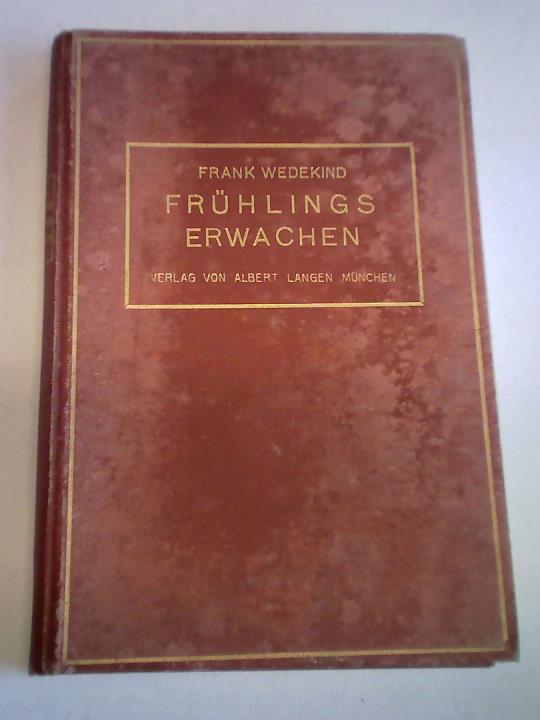 FRANK WEDEKIND
FRÜHLINGS
ERWACHEN
VERLAG VON ALBERT LANGEN MÜNCHEN